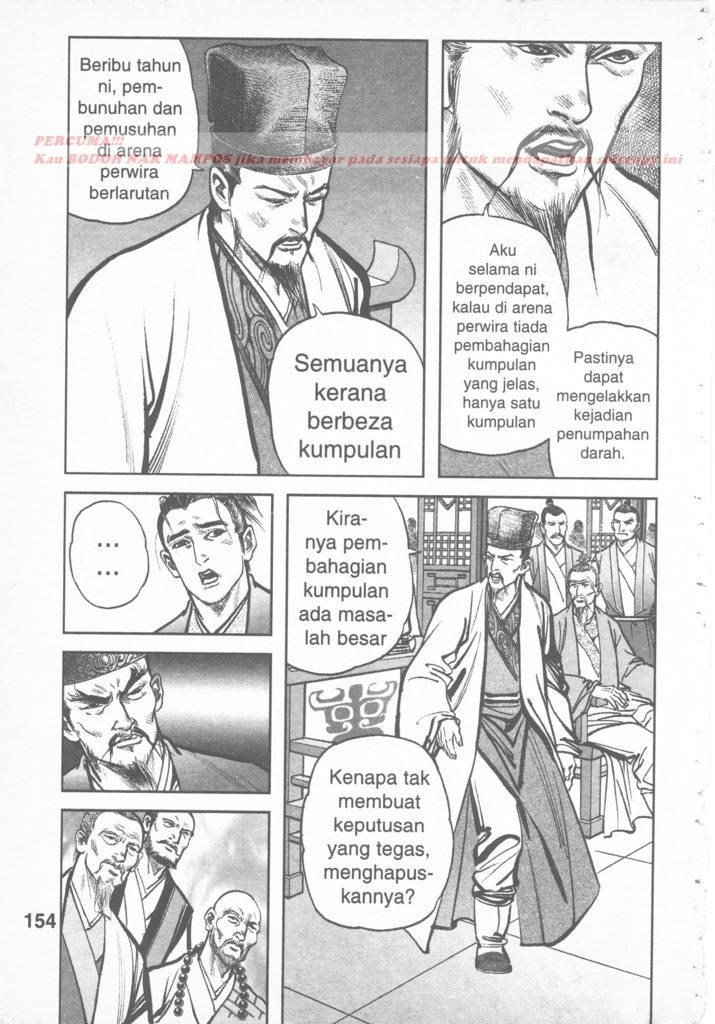 Beribu tahun
ni, pem-
bunuhan dan
pemusuhan
di arena
perwira
berlarutan
PERCUMA!!!
Kau BODOH NAK MAMPOS jika membayar pada sesiapa untuk mendapatkan softcopy ini
Semuanya
kerana
berbeza
kumpulan
Aku
selama ni
berpendapat,
kalau di arena
perwira tiada
pembahagian
kumpulan
yang jelas,
hanya satu
kumpulan
Pastinya
dapat
mengelakkan
kejadian
penumpahan
darah.
...
...
Kira-
nya pem-
bahagian
kumpulan
ada masa-
lah besar
Kenapa tak
membuat
keputusan
yang tegas,
menghapus-
kannya?
154